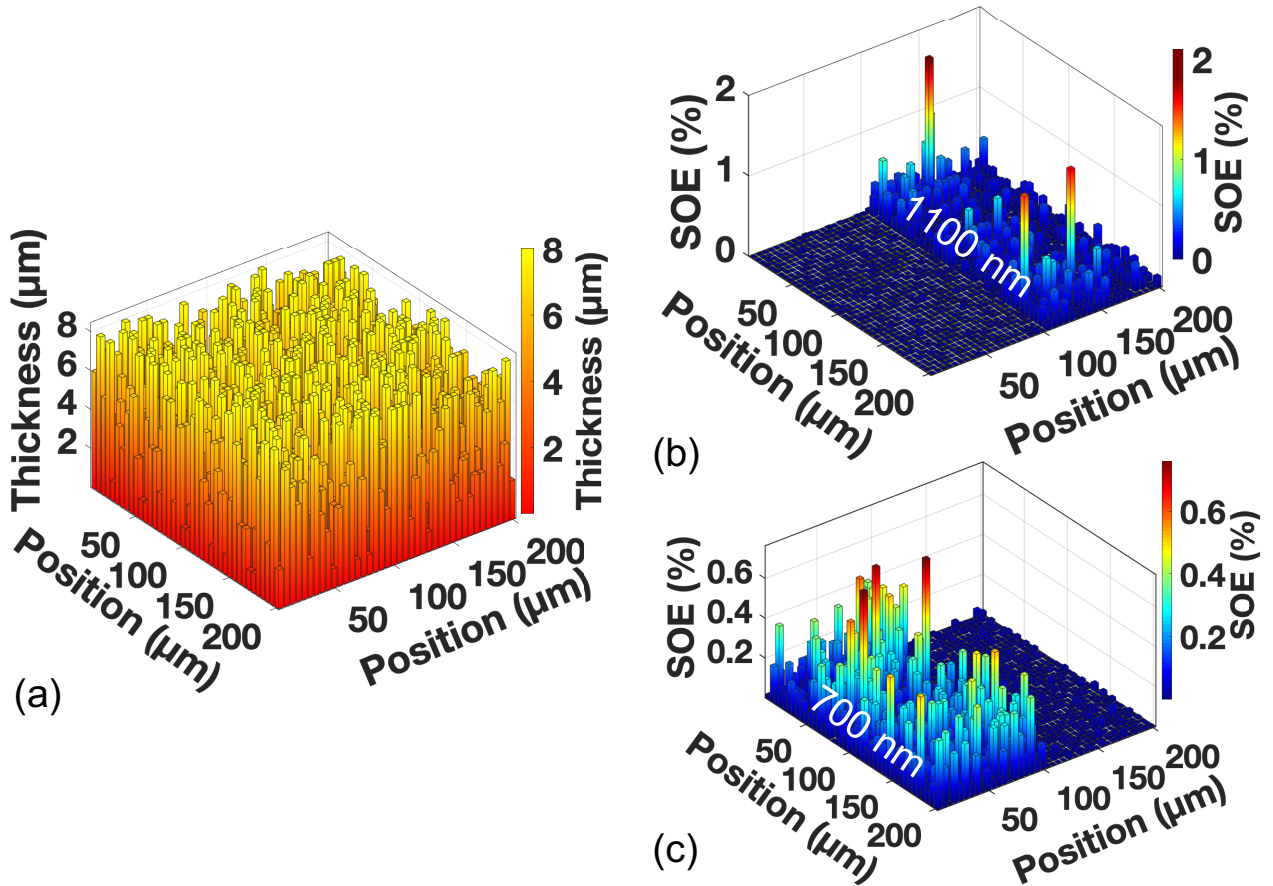 Thickness (μm)
8
6
4
2
50
100
150
200
Position (μm)
50
100
150
200
Position (μm)
8
6
4
2
Thickness (μm)
(a)
SOE (%)
2
1
0
1100 nm
50
100
150
200
Position (μm)
50
100
150
200
Position (μm)
2
1
0
SOE (%)
(b)
SOE (%)
0.6
0.4
0.2
700 nm
50
100
150
200
Position (μm)
50
100
150
200
Position (μm)
0.6
0.4
0.2
SOE (%)
(c)